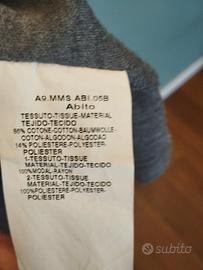 A9.MMS.ABI.05B
Abito
TESSUTO-TISSUE-MATERIAL
TEJIDO-TECIDO
86% COTONE-COTTON-BAUMWOLLE-
COTON-ALGODON-ALGODAO
14% POLIESTERE-POLYESTER-
POLIESTER
1-TESSUTO-TISSUE
MATERIAL-TEJIDO-TECIDO
100%MODAL-RAYON
2-TESSUTO-TISSUE
MATERIAL-TEJIDO-TECIDO
100%POLIESTERE-POLYESTER-
POLIESTER
subito